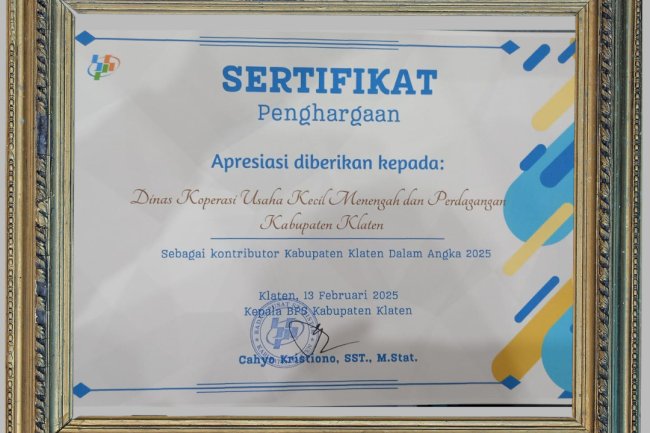 SERTIFIKAT
Penghargaan
Apresiasi diberikan kepada:
Dinas Koperasi Usaha Kecil Menengah dan Perdagangan
Kabupaten Klaten
Sebagai kontributor Kabupaten Klaten Dalam Angka 2025
Klaten, 13 Februari 2025
Kepala BPS Kabupaten Klaten
Cahyo Kristiono, SST., M.Stat.